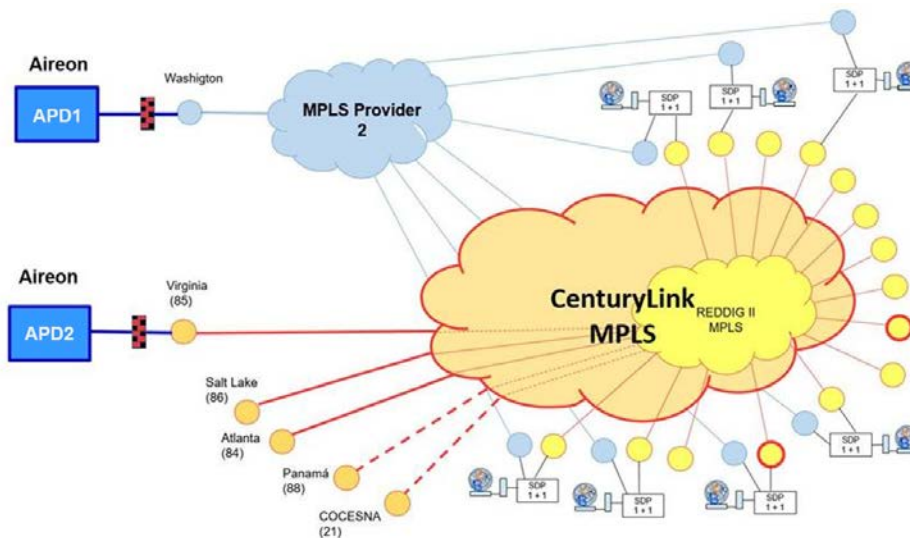 Aireon
APD1
Washigton
MPLS Provider
2
SDP
1 + 1
SDP
1 + 1
SDP
1 + 1
Aireon
APD2
Virginia
(85)
CenturyLink
MPLS
REDDIG II
MPLS
Salt Lake
(86)
Atlanta
(84)
Panamá
(88)
COCESNA
(21)
SDP
1 + 1
SDP
1 + 1
SDP
1 + 1
SDP
1 + 1